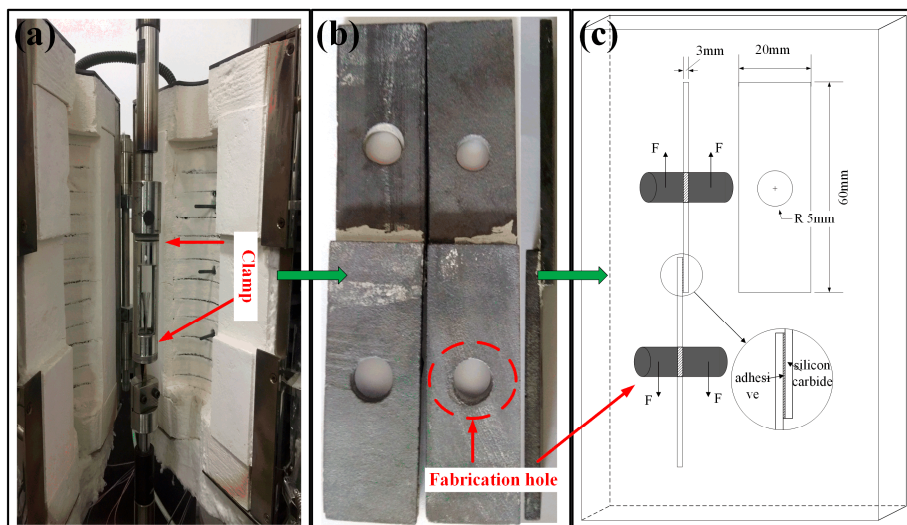 (a)
Clamp
(b)
Fabrication hole
(c)
3mm
20mm
F
F
60mm
R 5mm
silicon
carbide
adhesi
ve
F
F